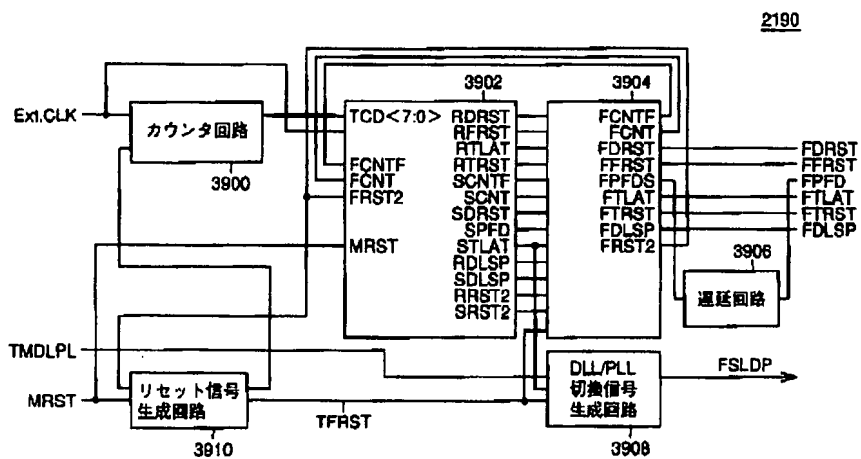 2190
3902
3904
Ext.CLK
カウンタ回路
3900
TCD<7:0>
FCNTF
FCNT
FRST2
MRST
RDRST
RFRST
RTLAT
RTRST
SCNTF
SCNT
SDRST
SPFD
STLAT
RDLSP
SDLSP
RRST2
SRST2
FCNTF
FCNT
FDRST
FFRST
FPFDS
FTLAT
FTRST
FDLSP
FRST2
FDRST
FFRST
FPFD
FTLAT
FTRST
FDLSP
3906
遅延回路
TMDLPL
MRST
リセット信号
生成回路
3910
TFRST
DLL/PLL
切換信号
生成回路
3908
FSLDP